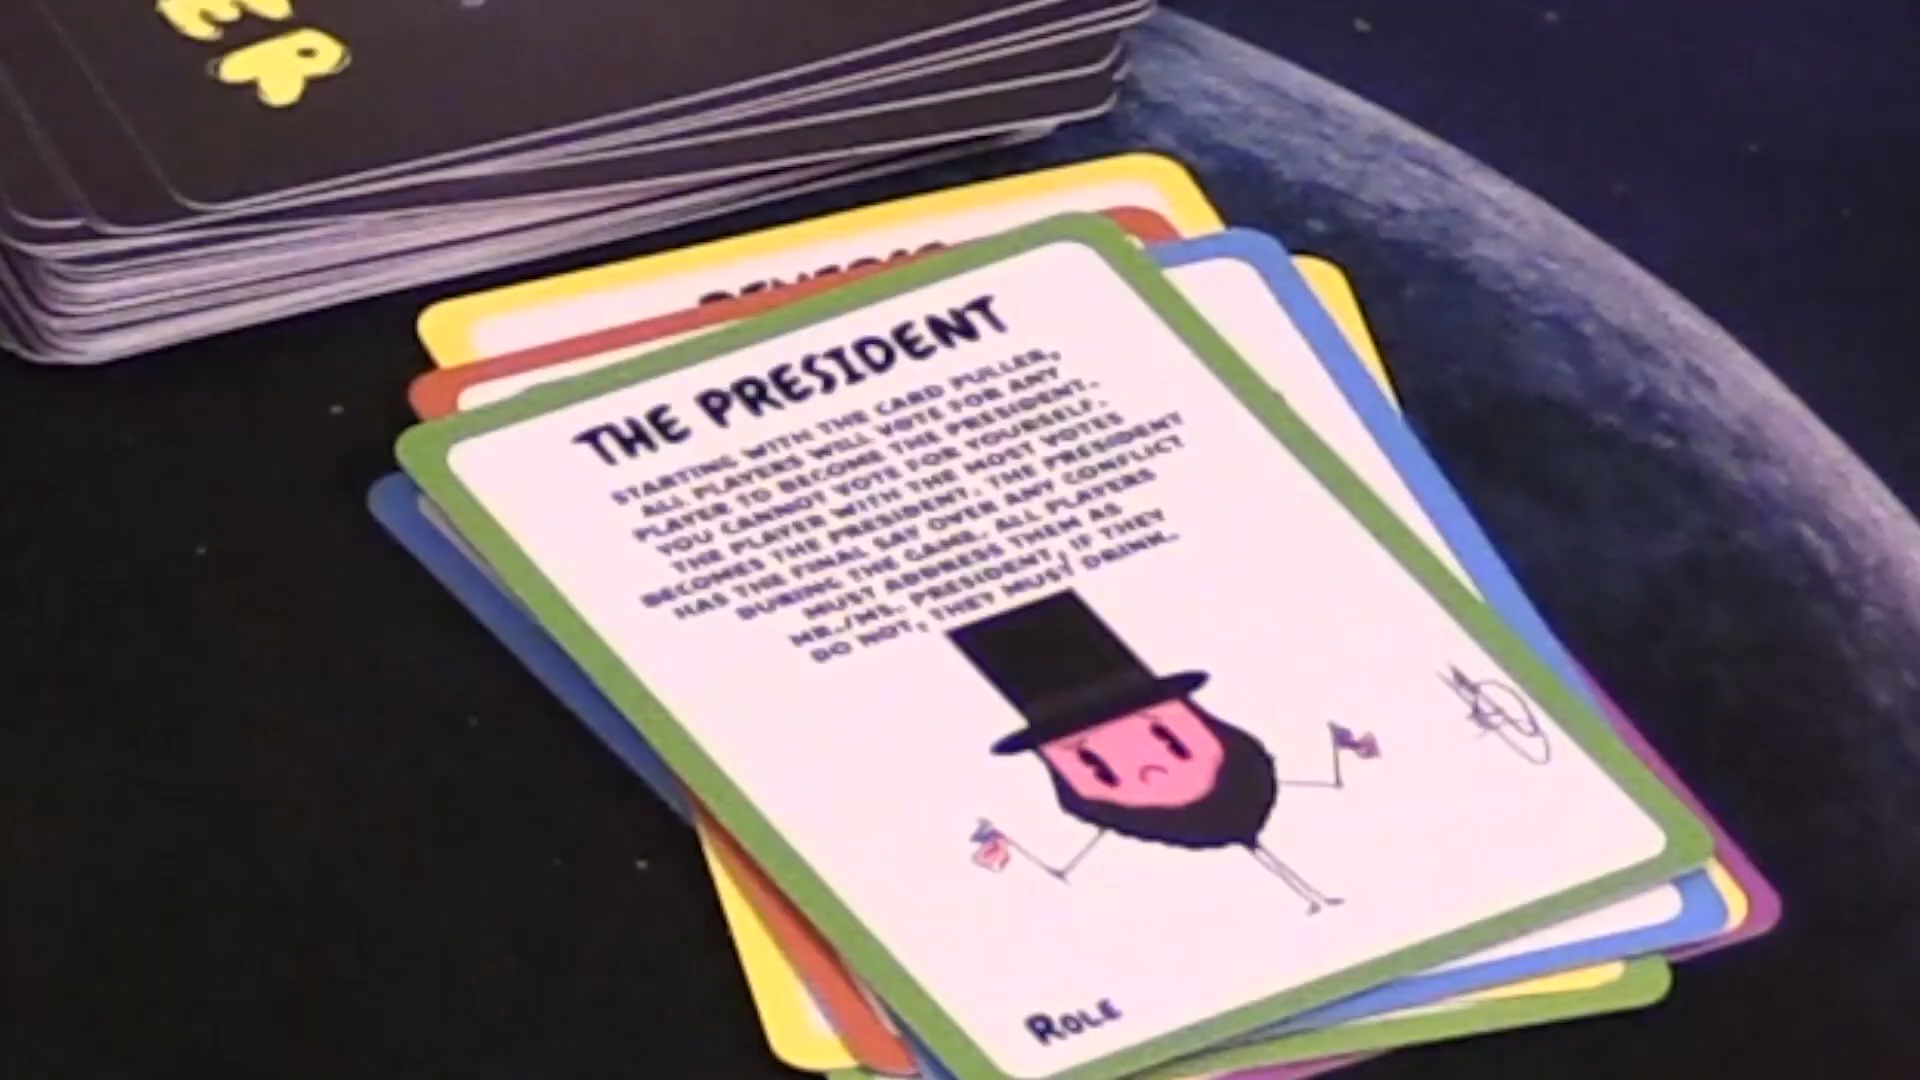 ER
THE PRESIDENT
STARTING WITH THE CARD PULLER,
ALL PLAYERS WILL VOTE FOR ANY
PLAYER TO BECOME THE PRESIDENT.
YOU CANNOT VOTE FOR YOURSELF.
THE PLAYER WITH THE MOST VOTES
BECOMES THE PRESIDENT. THE PRESIDENT
HAS THE FINAL SAY OVER ANY CONFLICT
DURING THE GAME. ALL PLAYERS
MUST ADDRESS THEM AS
MR./MS. PRESIDENT, IF THEY
DO NOT, THEY MUST DRINK.
ROLE